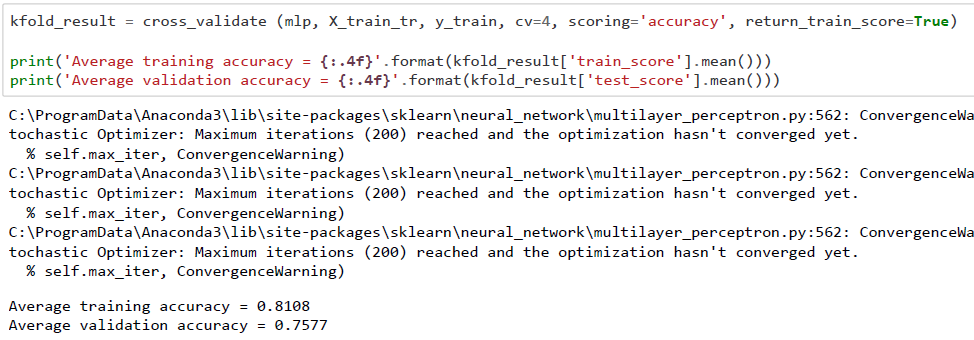 kfold_result = cross_validate (mlp, X_train_tr, y_train, cv=4, scoring='accuracy', return_train_score=True)
print('Average training accuracy = {:.4f}'.format(kfold_result['train_score'].mean()))
print('Average validation accuracy = {:.4f}'.format(kfold_result['test_score'].mean()))
C:\ProgramData\Anaconda3\lib\site-packages\sklearn\neural_network\multilayer_perceptron.py:562: ConvergenceWa
tochastic Optimizer: Maximum iterations (200) reached and the optimization hasn't converged yet.
% self.max_iter, ConvergenceWarning)
C:\ProgramData\Anaconda3\lib\site-packages\sklearn\neural_network\multilayer_perceptron.py:562: ConvergenceWa
tochastic Optimizer: Maximum iterations (200) reached and the optimization hasn't converged yet.
% self.max_iter, ConvergenceWarning)
C:\ProgramData\Anaconda3\lib\site-packages\sklearn\neural_network\multilayer_perceptron.py:562: ConvergenceWa
tochastic Optimizer: Maximum iterations (200) reached and the optimization hasn't converged yet.
% self.max_iter, ConvergenceWarning)
Average training accuracy = 0.8108
Average validation accuracy = 0.7577